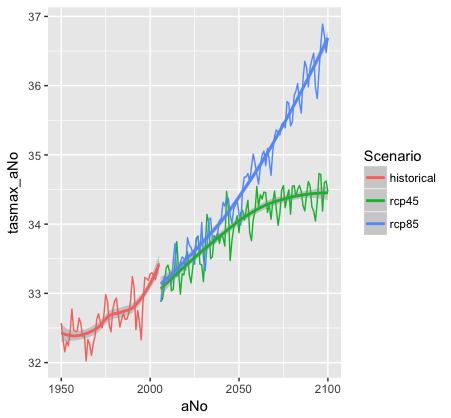 37
36
35
34
33
32
tasmax_aNo
1950
2000
2050
2100
aNo
Scenario
historical
rcp45
rcp85